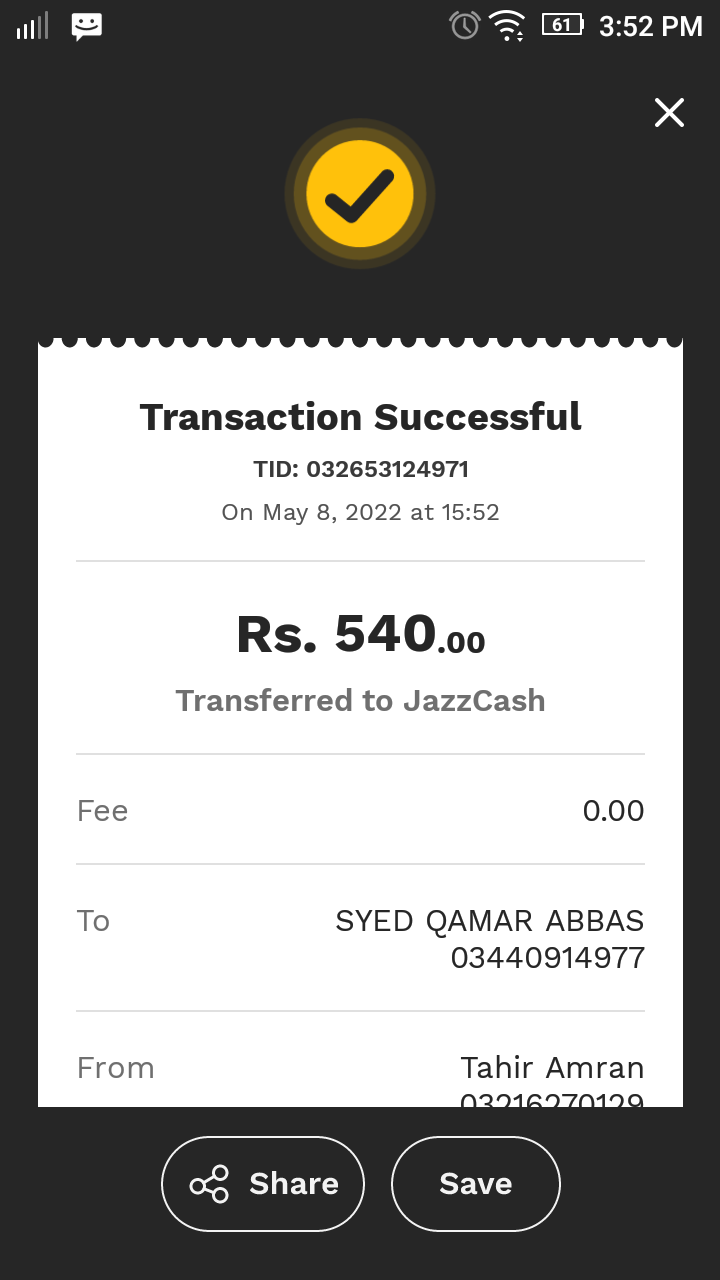 61 3:52 PM
Transaction Successful
TID: 032653124971
On May 8, 2022 at 15:52
Rs. 540.00
Transferred to JazzCash
Fee 0.00
To SYED QAMAR ABBAS
03440914977
From Tahir Amran
03216270129
Share Save